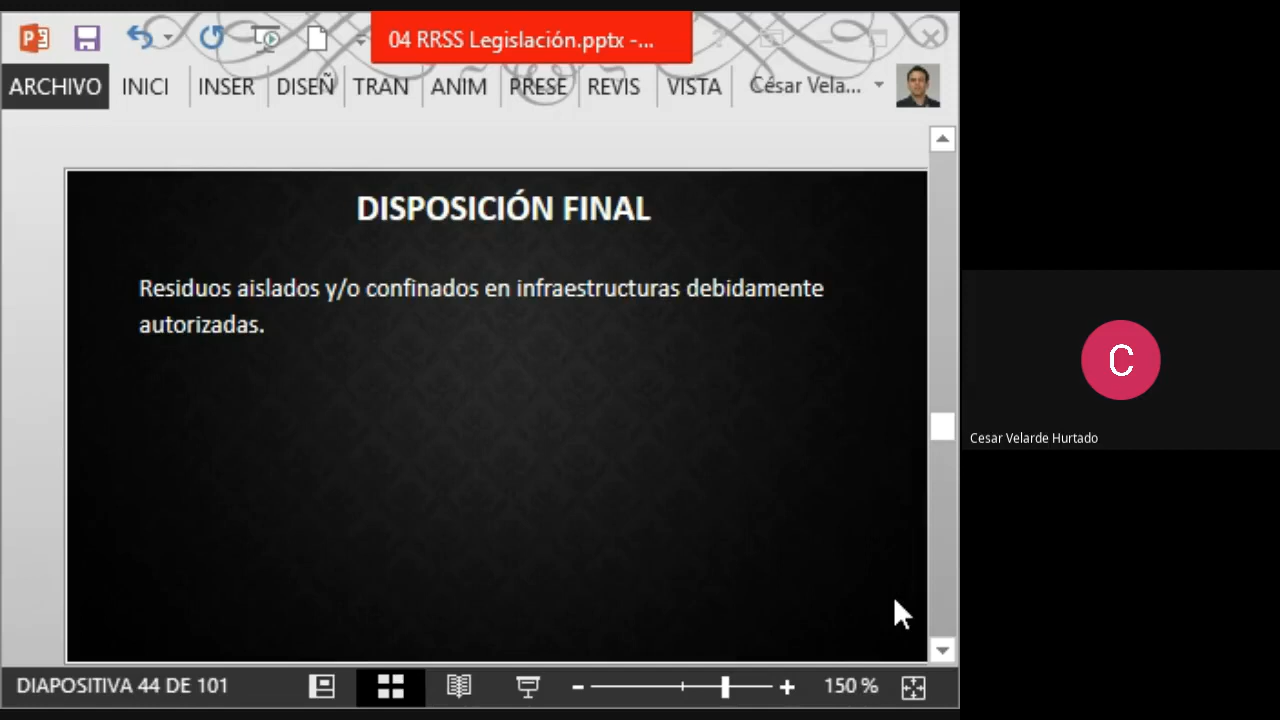 04 RRSS Legislación.pptx -...
ARCHIVO INICI INSER DISEÑ TRAN ANIM PRESE REVIS VISTA César Vela...
DISPOSICIÓN FINAL
Residuos aislados y/o confinados en infraestructuras debidamente
autorizadas.
C
Cesar Velarde Hurtado
DIAPOSITIVA 44 DE 101 150 %